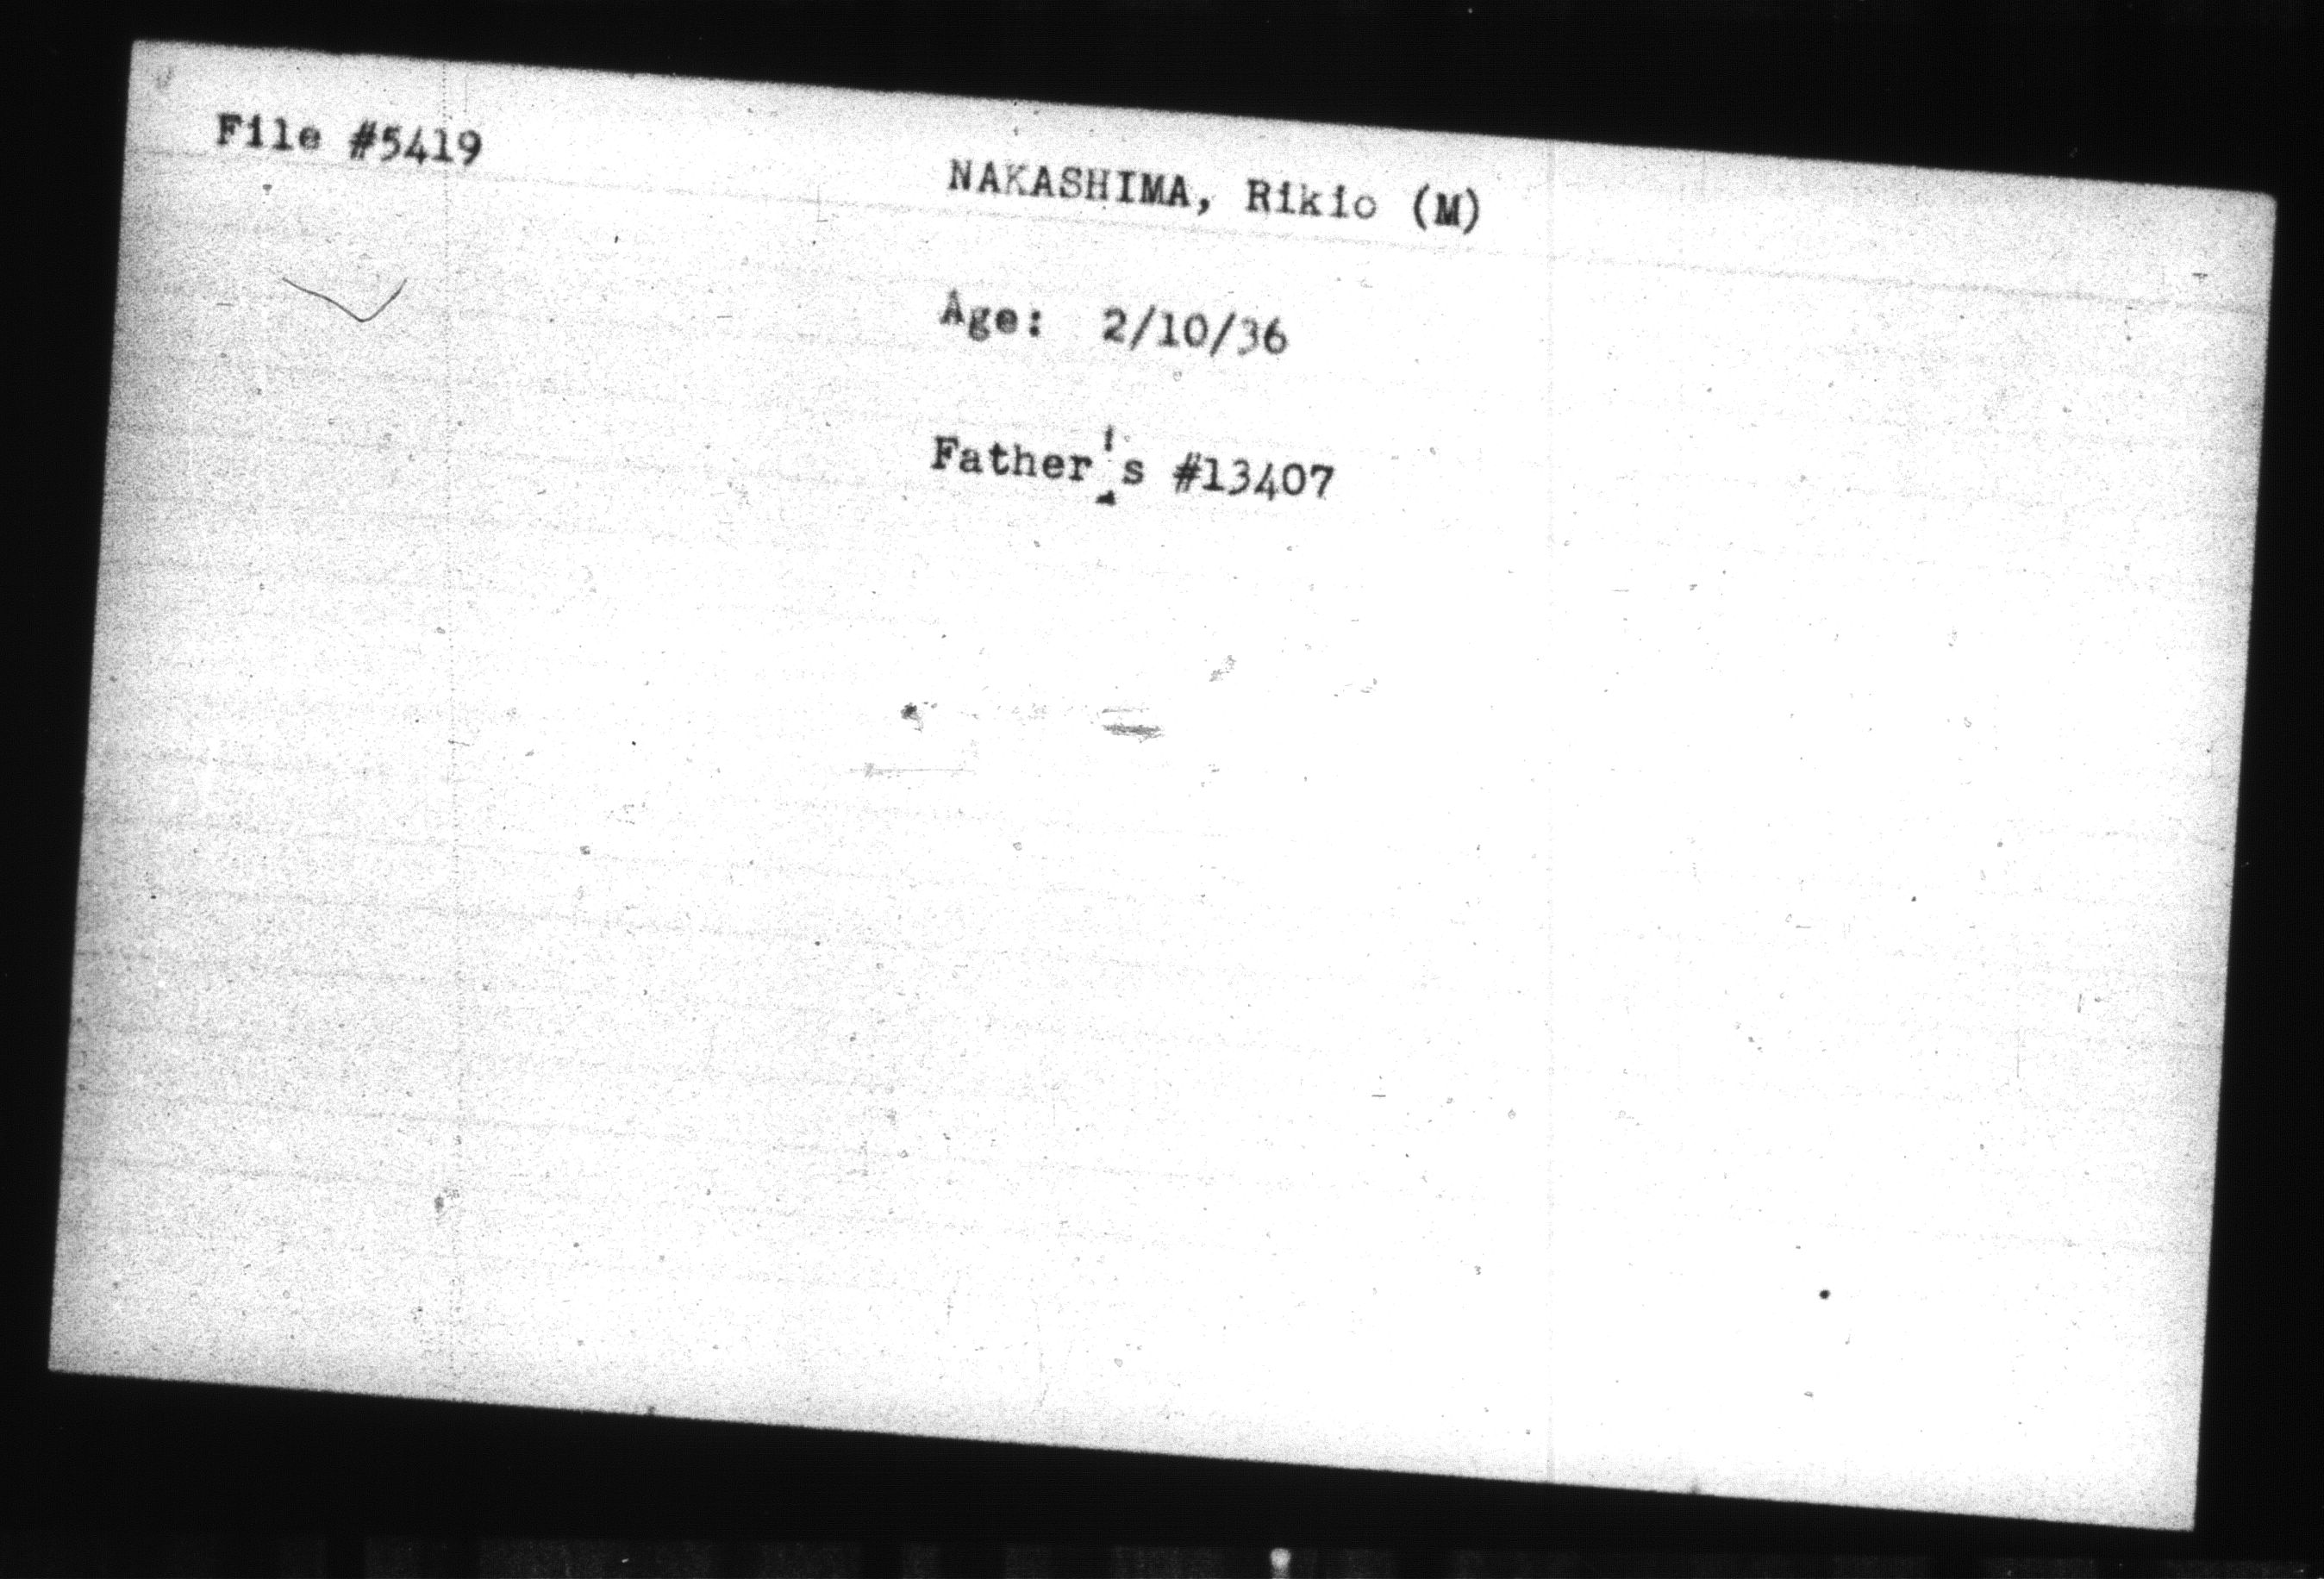 File #5419
NAKASHIMA, Rikio (M)
Age: 2/10/36
Father's #13407